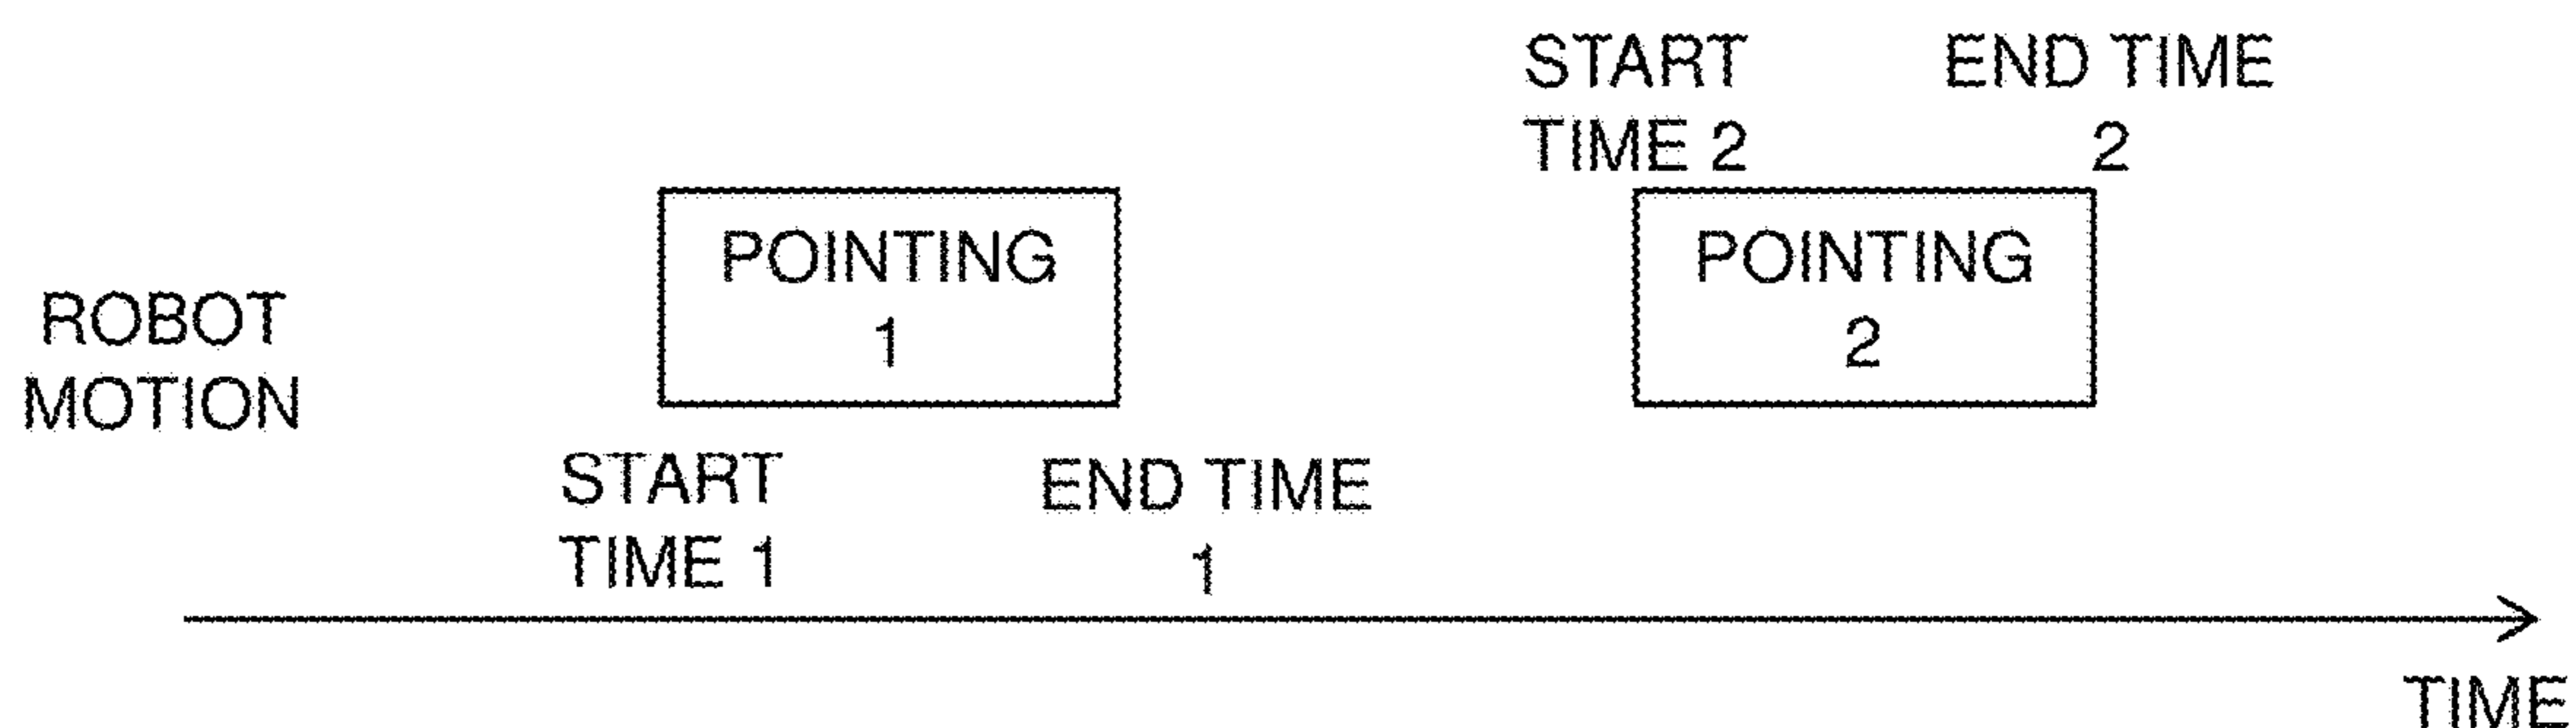 START
TIME 2
END TIME
2
POINTING
1
POINTING
2
ROBOT
MOTION
START
TIME 1
END TIME
1
TIME